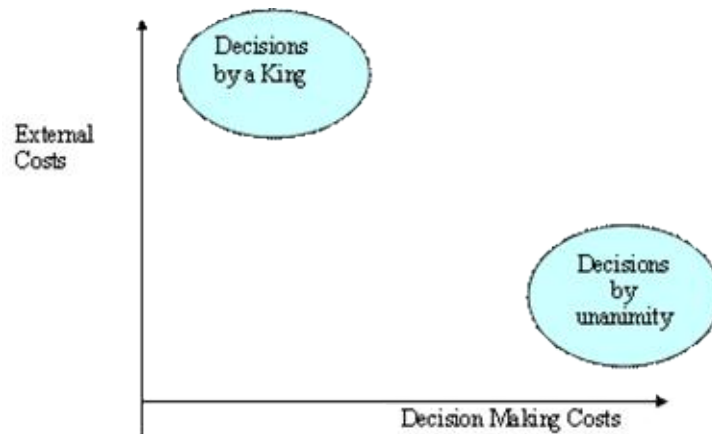 Decisions
by a King
External
Costs
Decisions
by
unanimity
Decision Making Costs